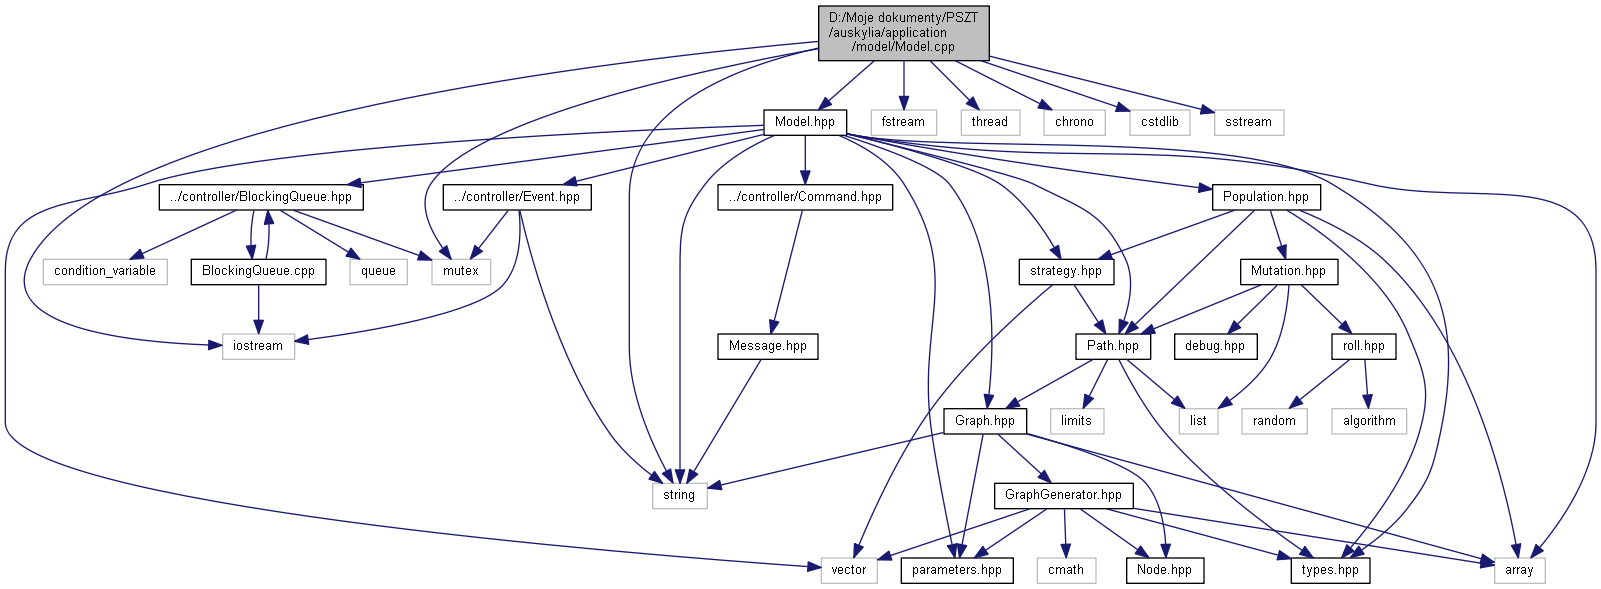 D:/Moje dokumenty/PSZT
/auskylia/application
/model/Model.cpp
Model.hpp
fstream
thread
chrono
cstdlib
sstream
../controller/BlockingQueue.hpp
../controller/Event.hpp
../controller/Command.hpp
Population.hpp
condition_variable
BlockingQueue.cpp
queue
mutex
strategy.hpp
Mutation.hpp
iostream
Message.hpp
Path.hpp
debug.hpp
roll.hpp
Graph.hpp
limits
list
random
algorithm
string
GraphGenerator.hpp
vector
parameters.hpp
cmath
Node.hpp
types.hpp
array